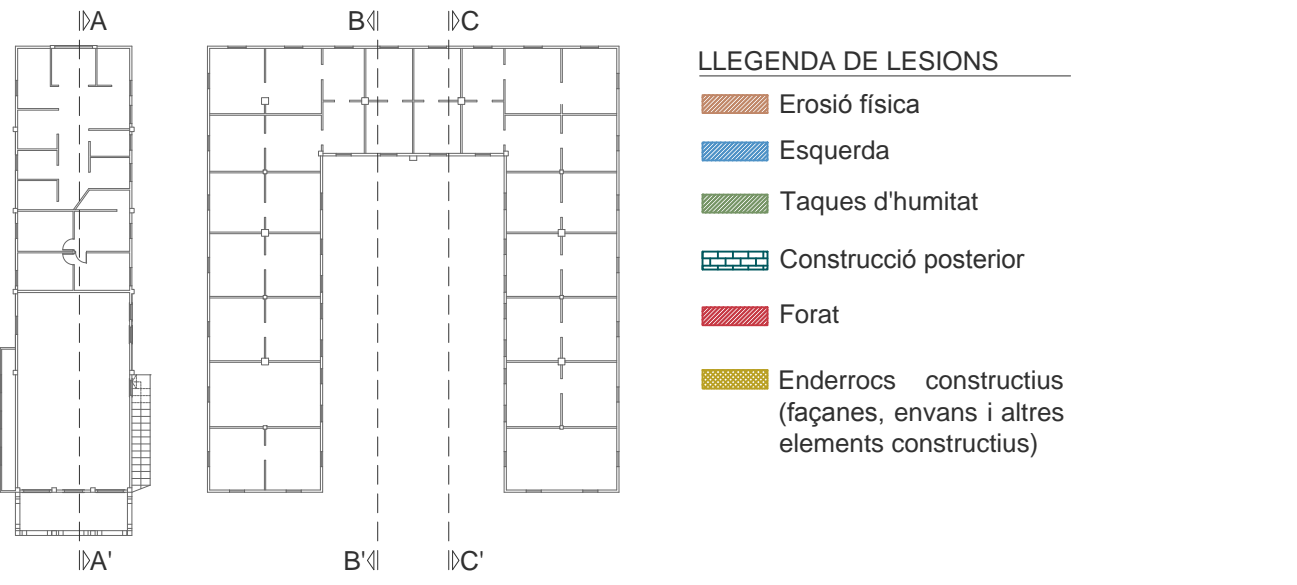 A
B
C
LLEGENDA DE LESIONS
Erosió física
Esquerda
Taques d'humitat
Construcció posterior
Forat
Enderrocs constructius
(façanes, envans i altres
elements constructius)
A'
B'
C'